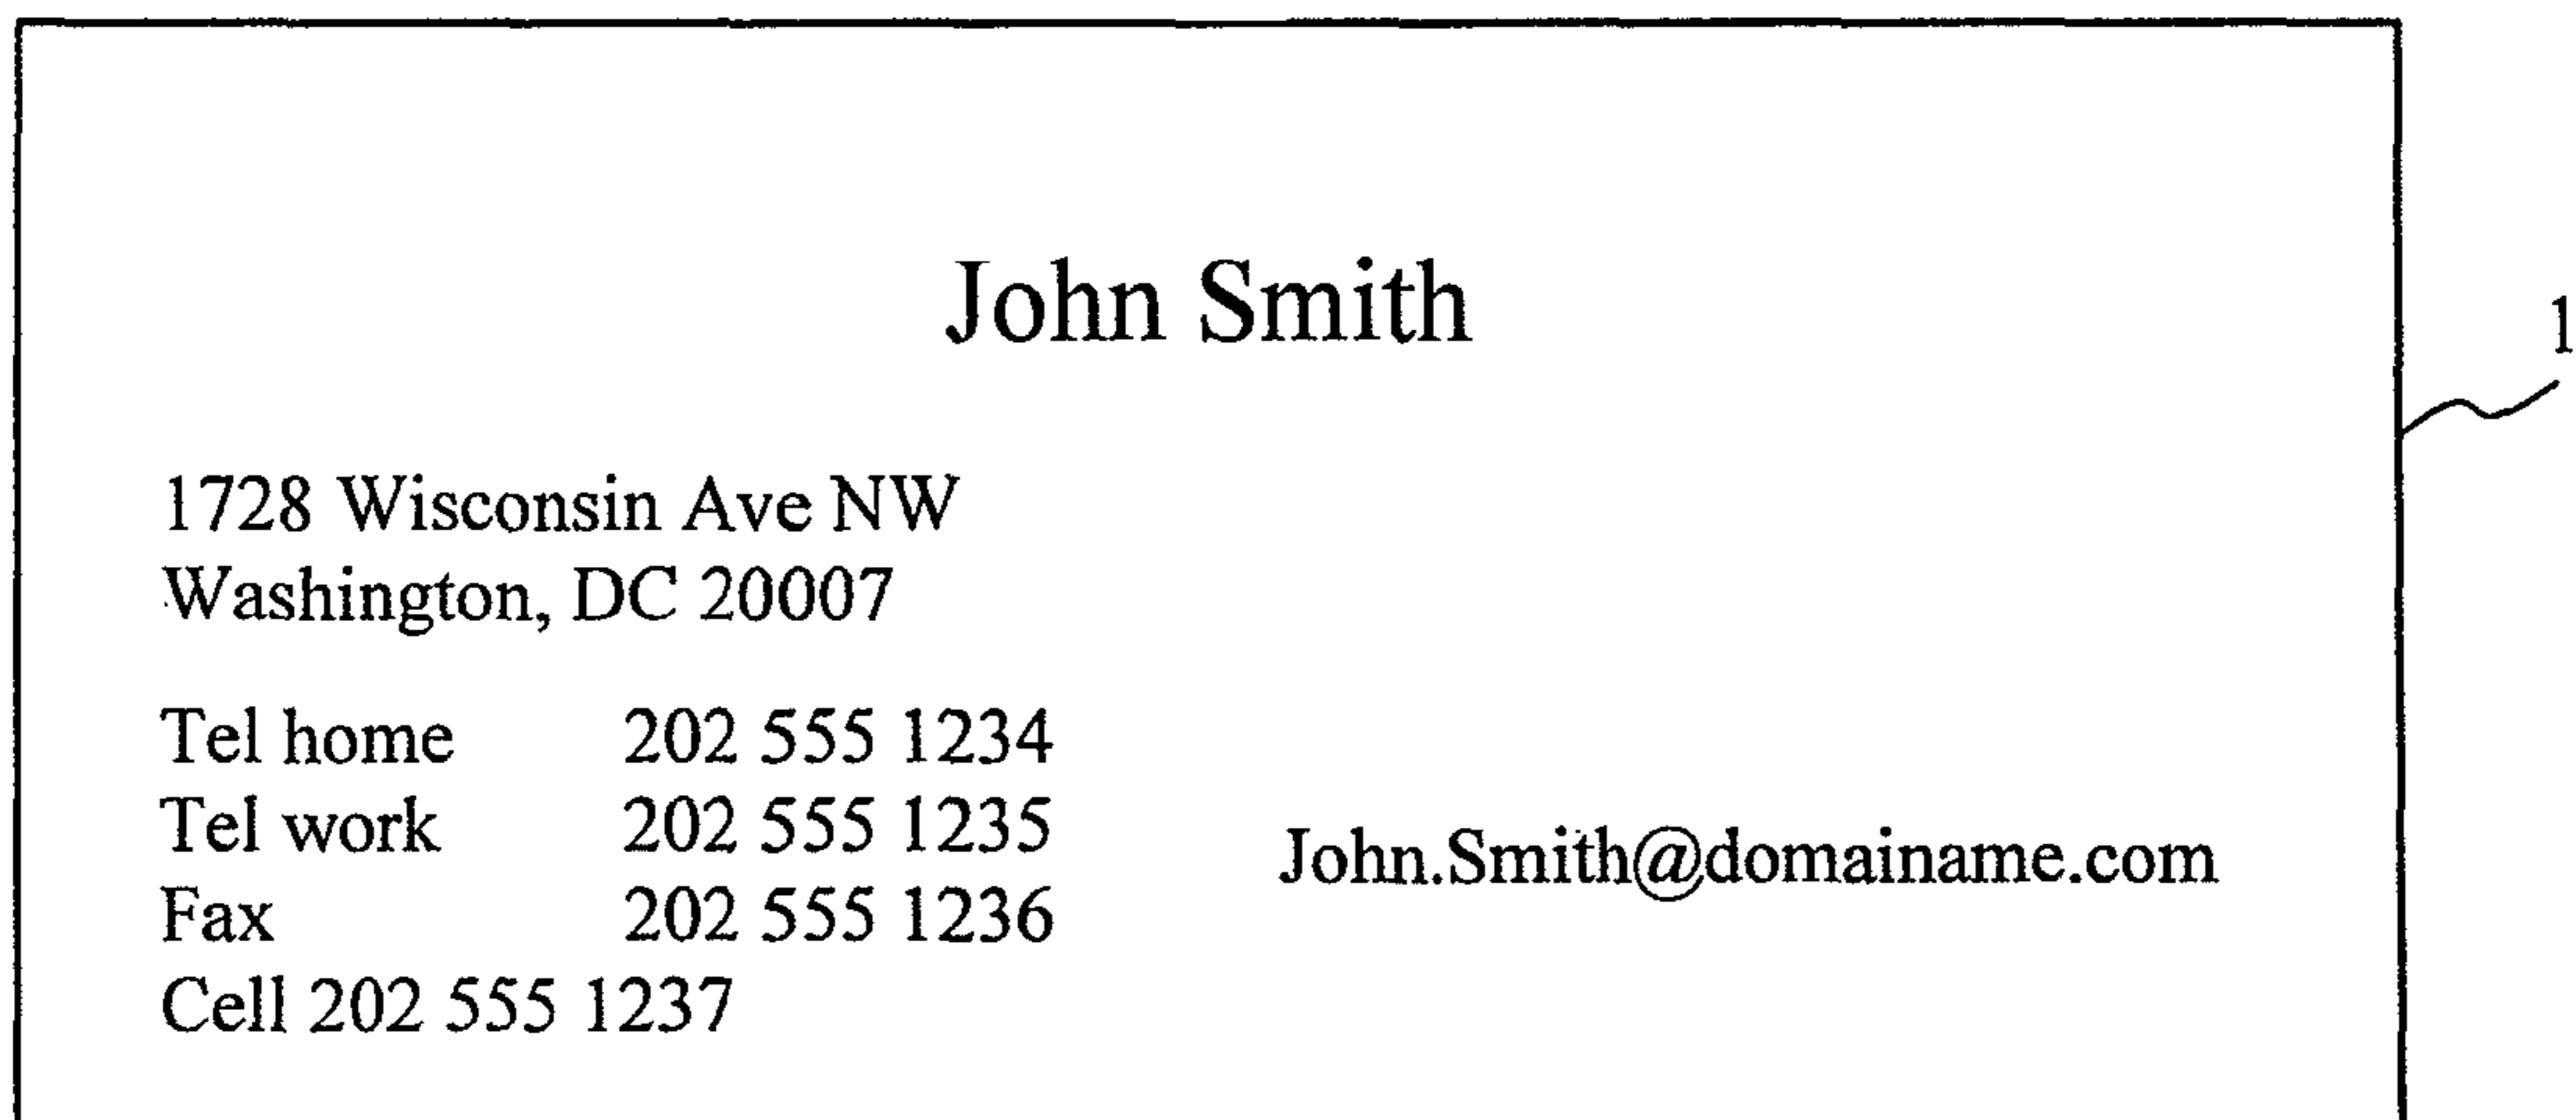 John Smith
1
1728 Wisconsin Ave NW
Washington, DC 20007
Tel home 202 555 1234
Tel work 202 555 1235
Fax 202 555 1236
Cell 202 555 1237
John.Smith@domainame.com